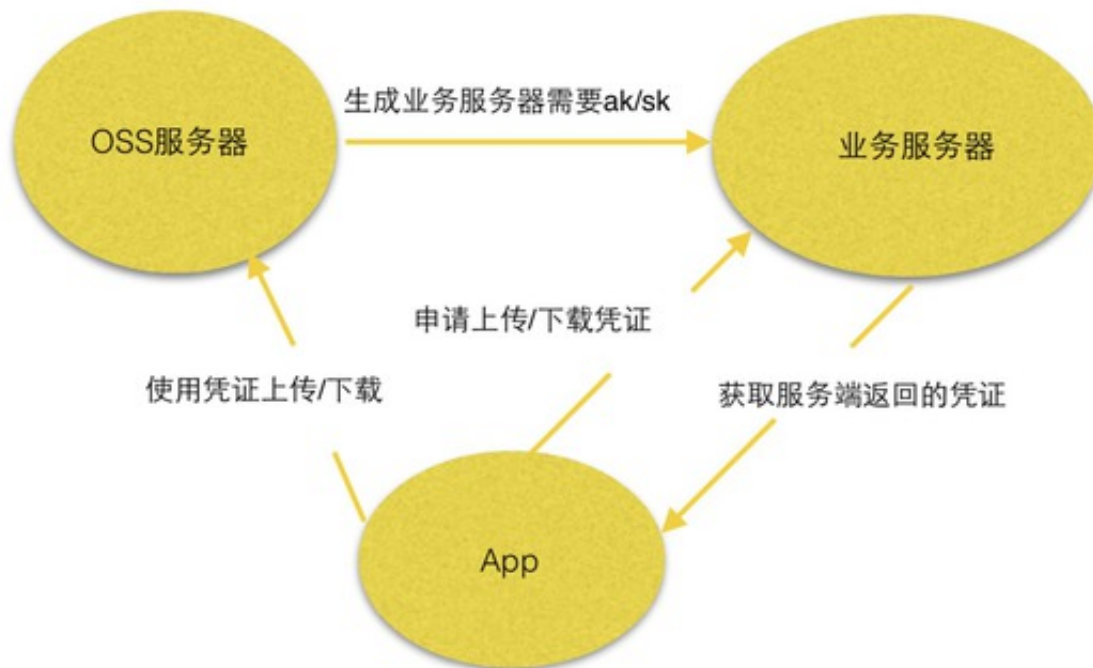 生成业务服务器需要ak/sk
OSS服务器
业务服务器
申请上传/下载凭证
使用凭证上传/下载
获取服务端返回的凭证
App